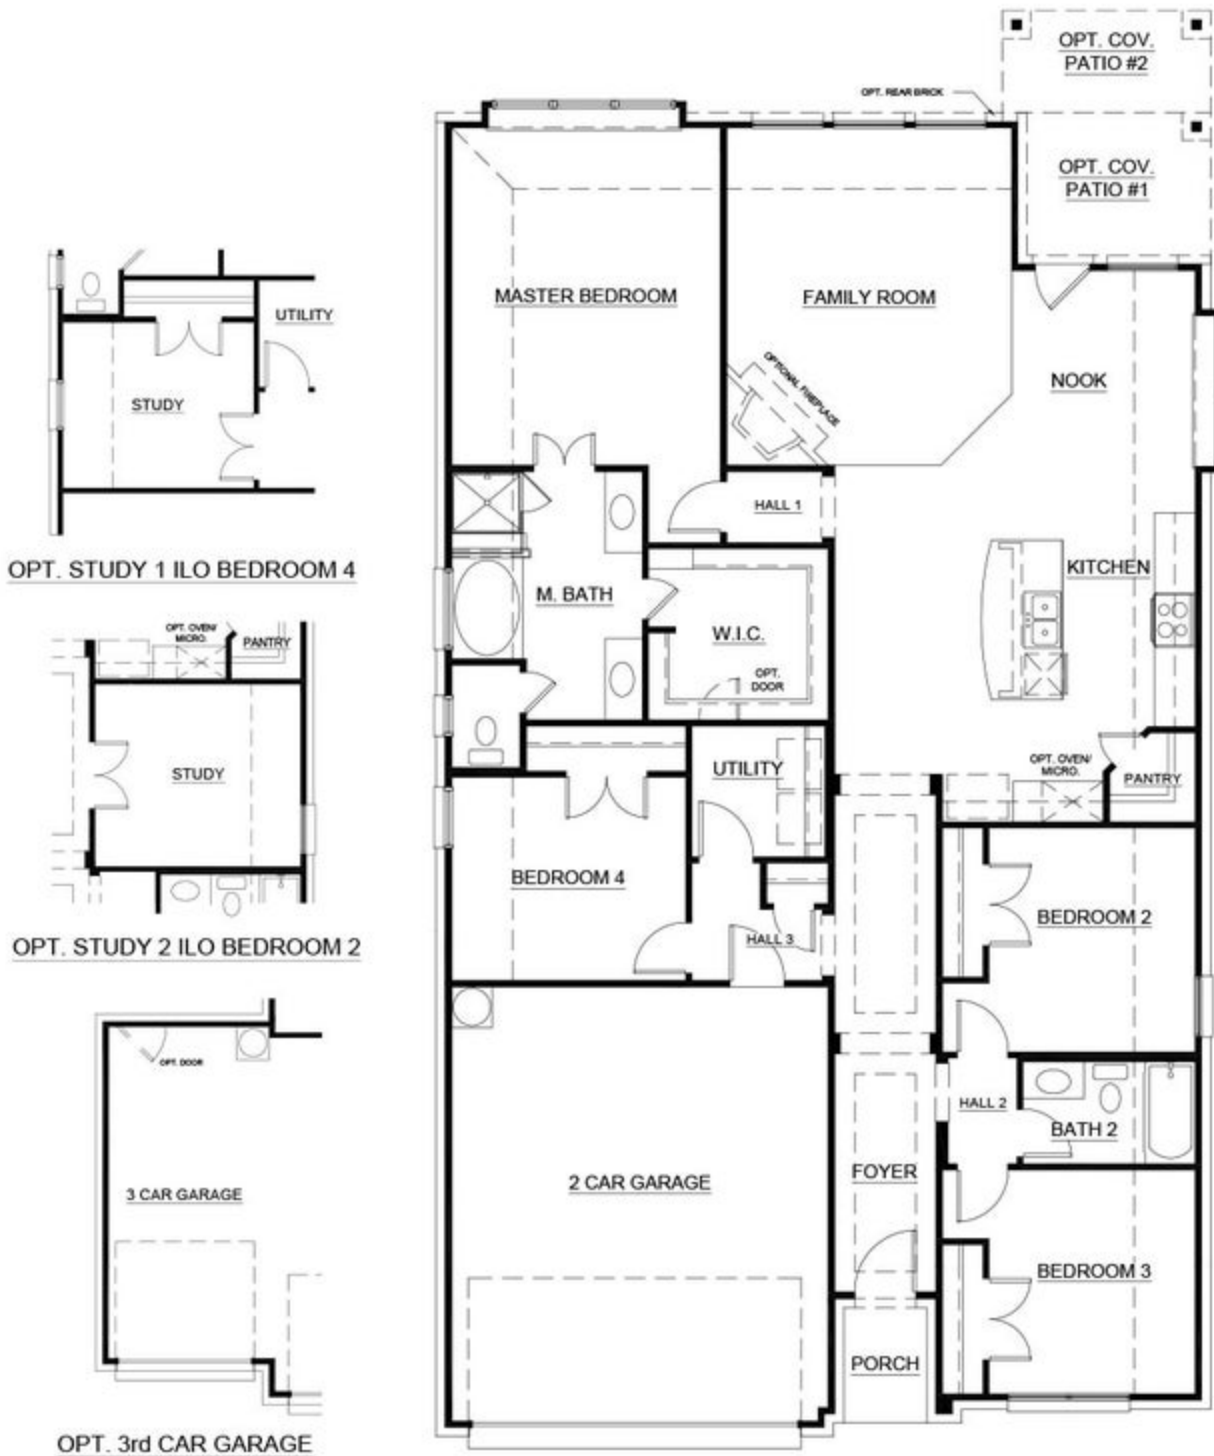 OPT. COV.
PATIO #2
OPT. REAR BRICK
OPT. COV.
PATIO #1
MASTER BEDROOM
FAMILY ROOM
OPTIONAL FIREPLACE
NOOK
HALL 1
KITCHEN
M. BATH
W.I.C.
OPT.
DOOR
UTILITY
OPT. OVEN/
MICRO.
PANTRY
BEDROOM 4
HALL 3
BEDROOM 2
HALL 2
BATH 2
2 CAR GARAGE
FOYER
BEDROOM 3
PORCH
UTILITY
STUDY
OPT. STUDY 1 ILO BEDROOM 4
OPT. OVEN/
MICRO.
PANTRY
STUDY
OPT. STUDY 2 ILO BEDROOM 2
OPT. DOOR
3 CAR GARAGE
OPT. 3rd CAR GARAGE